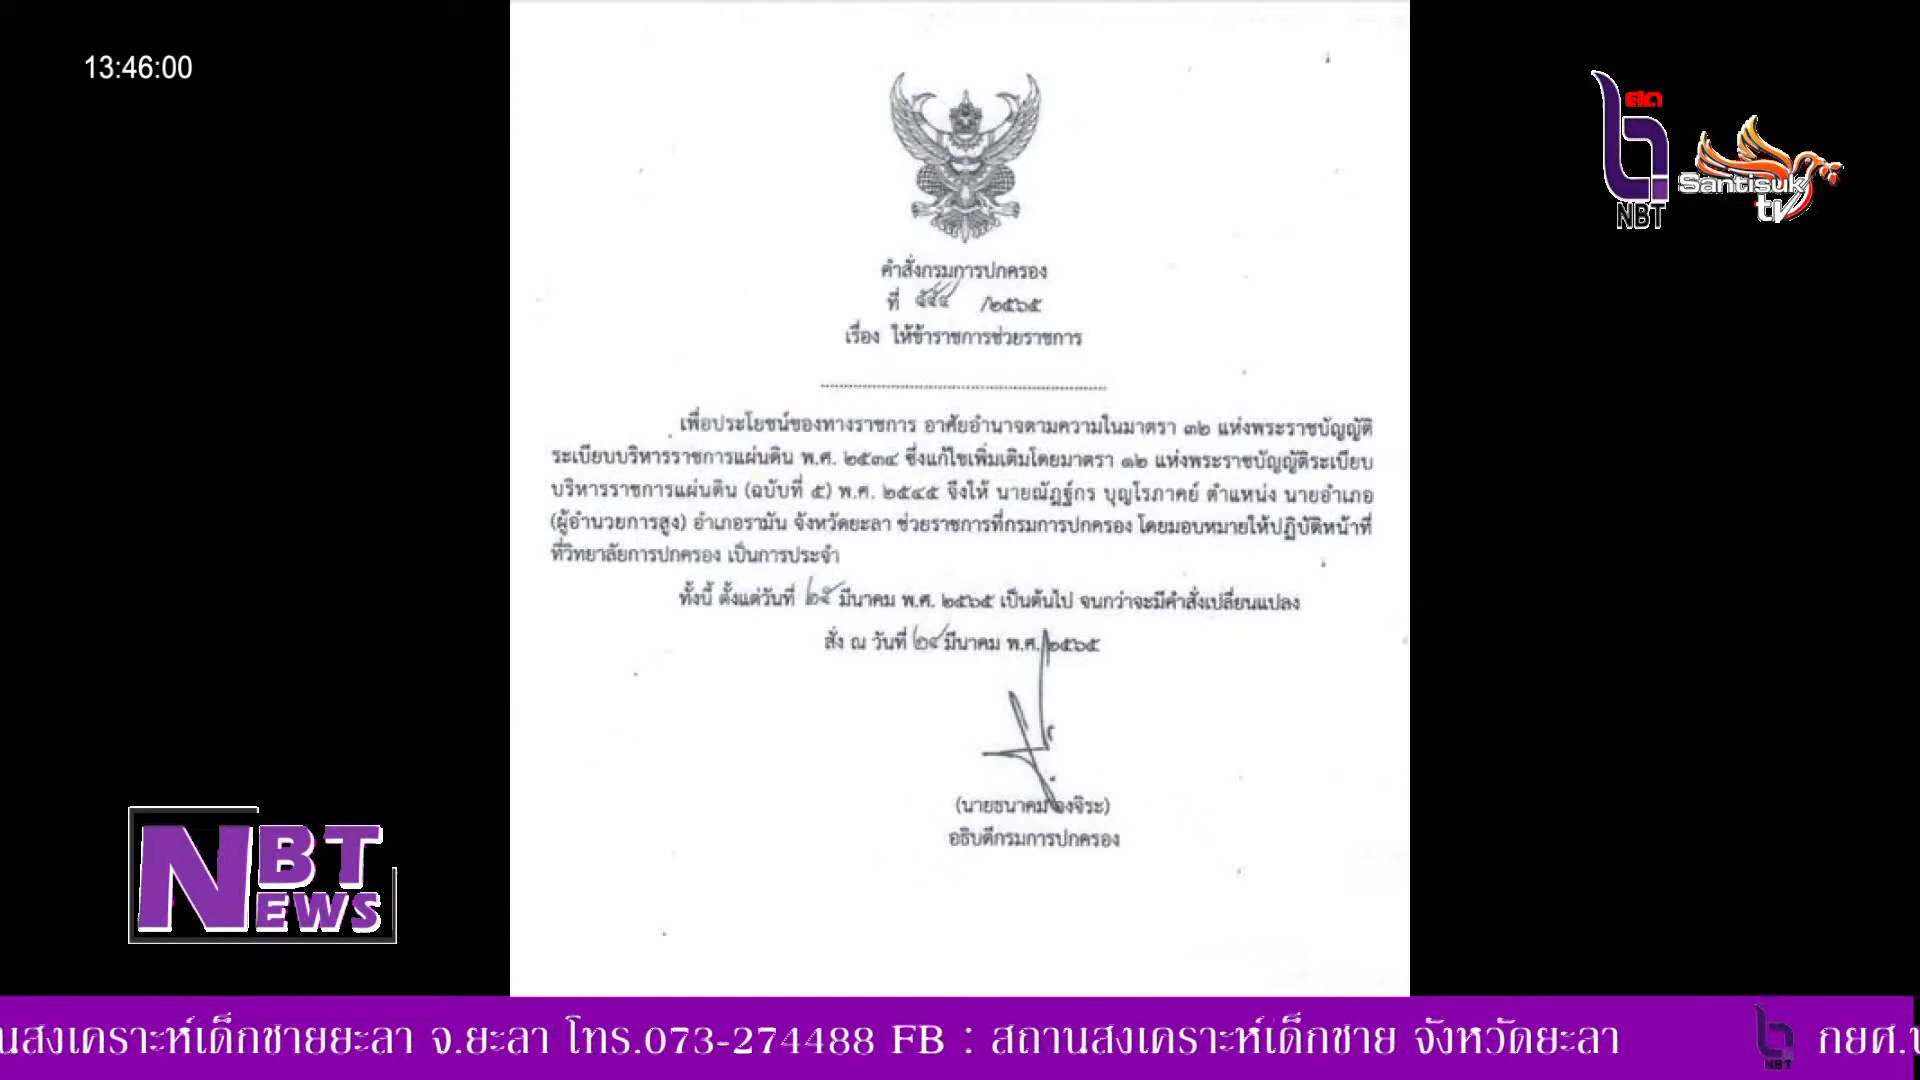 13:46:00
สด
NBT
Santisuk
tv
คำสั่งกรมการปกครอง
ที่ ๕๕๔ /๒๕๖๕
เรื่อง ให้ข้าราชการช่วยราชการ
เพื่อประโยชน์ของทางราชการ อาศัยอำนาจตามความในมาตรา ๓๒ แห่งพระราชบัญญัติ
ระเบียบบริหารราชการแผ่นดิน พ.ศ. ๒๕๓๔ ซึ่งแก้ไขเพิ่มเติมโดยมาตรา ๑๒ แห่งพระราชบัญญัติระเบียบ
บริหารราชการแผ่นดิน (ฉบับที่ ๕) พ.ศ. ๒๕๔๕ จึงให้ นายณัฏฐ์กร บุญโรภาคย์ ตำแหน่ง นายอำเภอ
(ผู้อำนวยการสูง) อำเภอรามัน จังหวัดยะลา ช่วยราชการที่กรมการปกครอง โดยมอบหมายให้ปฏิบัติหน้าที่
ที่วิทยาลัยการปกครอง เป็นการประจำ
ทั้งนี้ ตั้งแต่วันที่ ๒๕ มีนาคม พ.ศ. ๒๕๖๕ เป็นต้นไป จนกว่าจะมีคำสั่งเปลี่ยนแปลง
สั่ง ณ วันที่ ๒๔ มีนาคม พ.ศ. ๒๕๖๕
(นายธนาคม จงจิระ)
อธิบดีกรมการปกครอง
NBT
NEWS
นสงเคราะห์เด็กชายยะลา จ.ยะลา โทร.073-274488 FB : สถานสงเคราะห์เด็กชาย จังหวัดยะลา NBT กยศ.